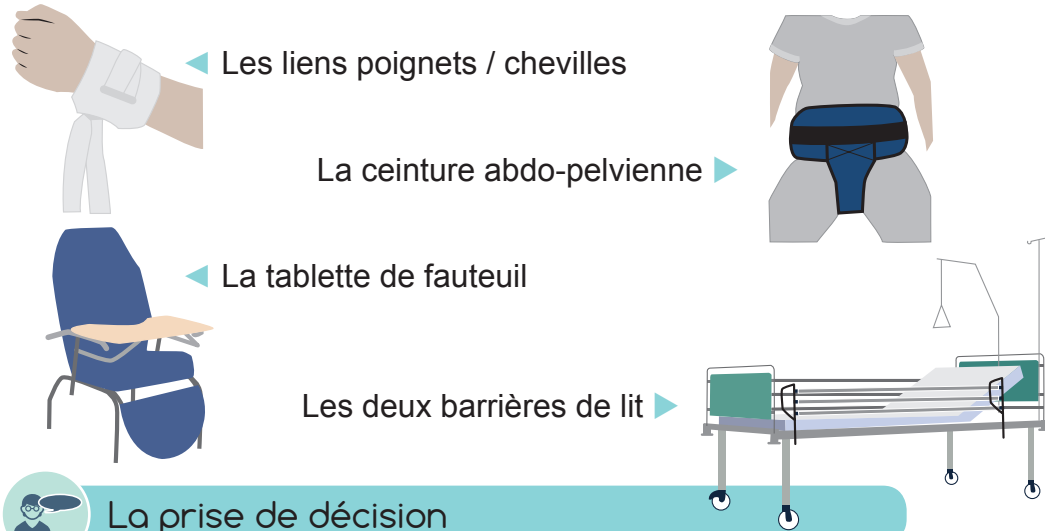 Les liens poignets / chevilles
La ceinture abdo-pelvienne
La tablette de fauteuil
Les deux barrières de lit
La prise de décision